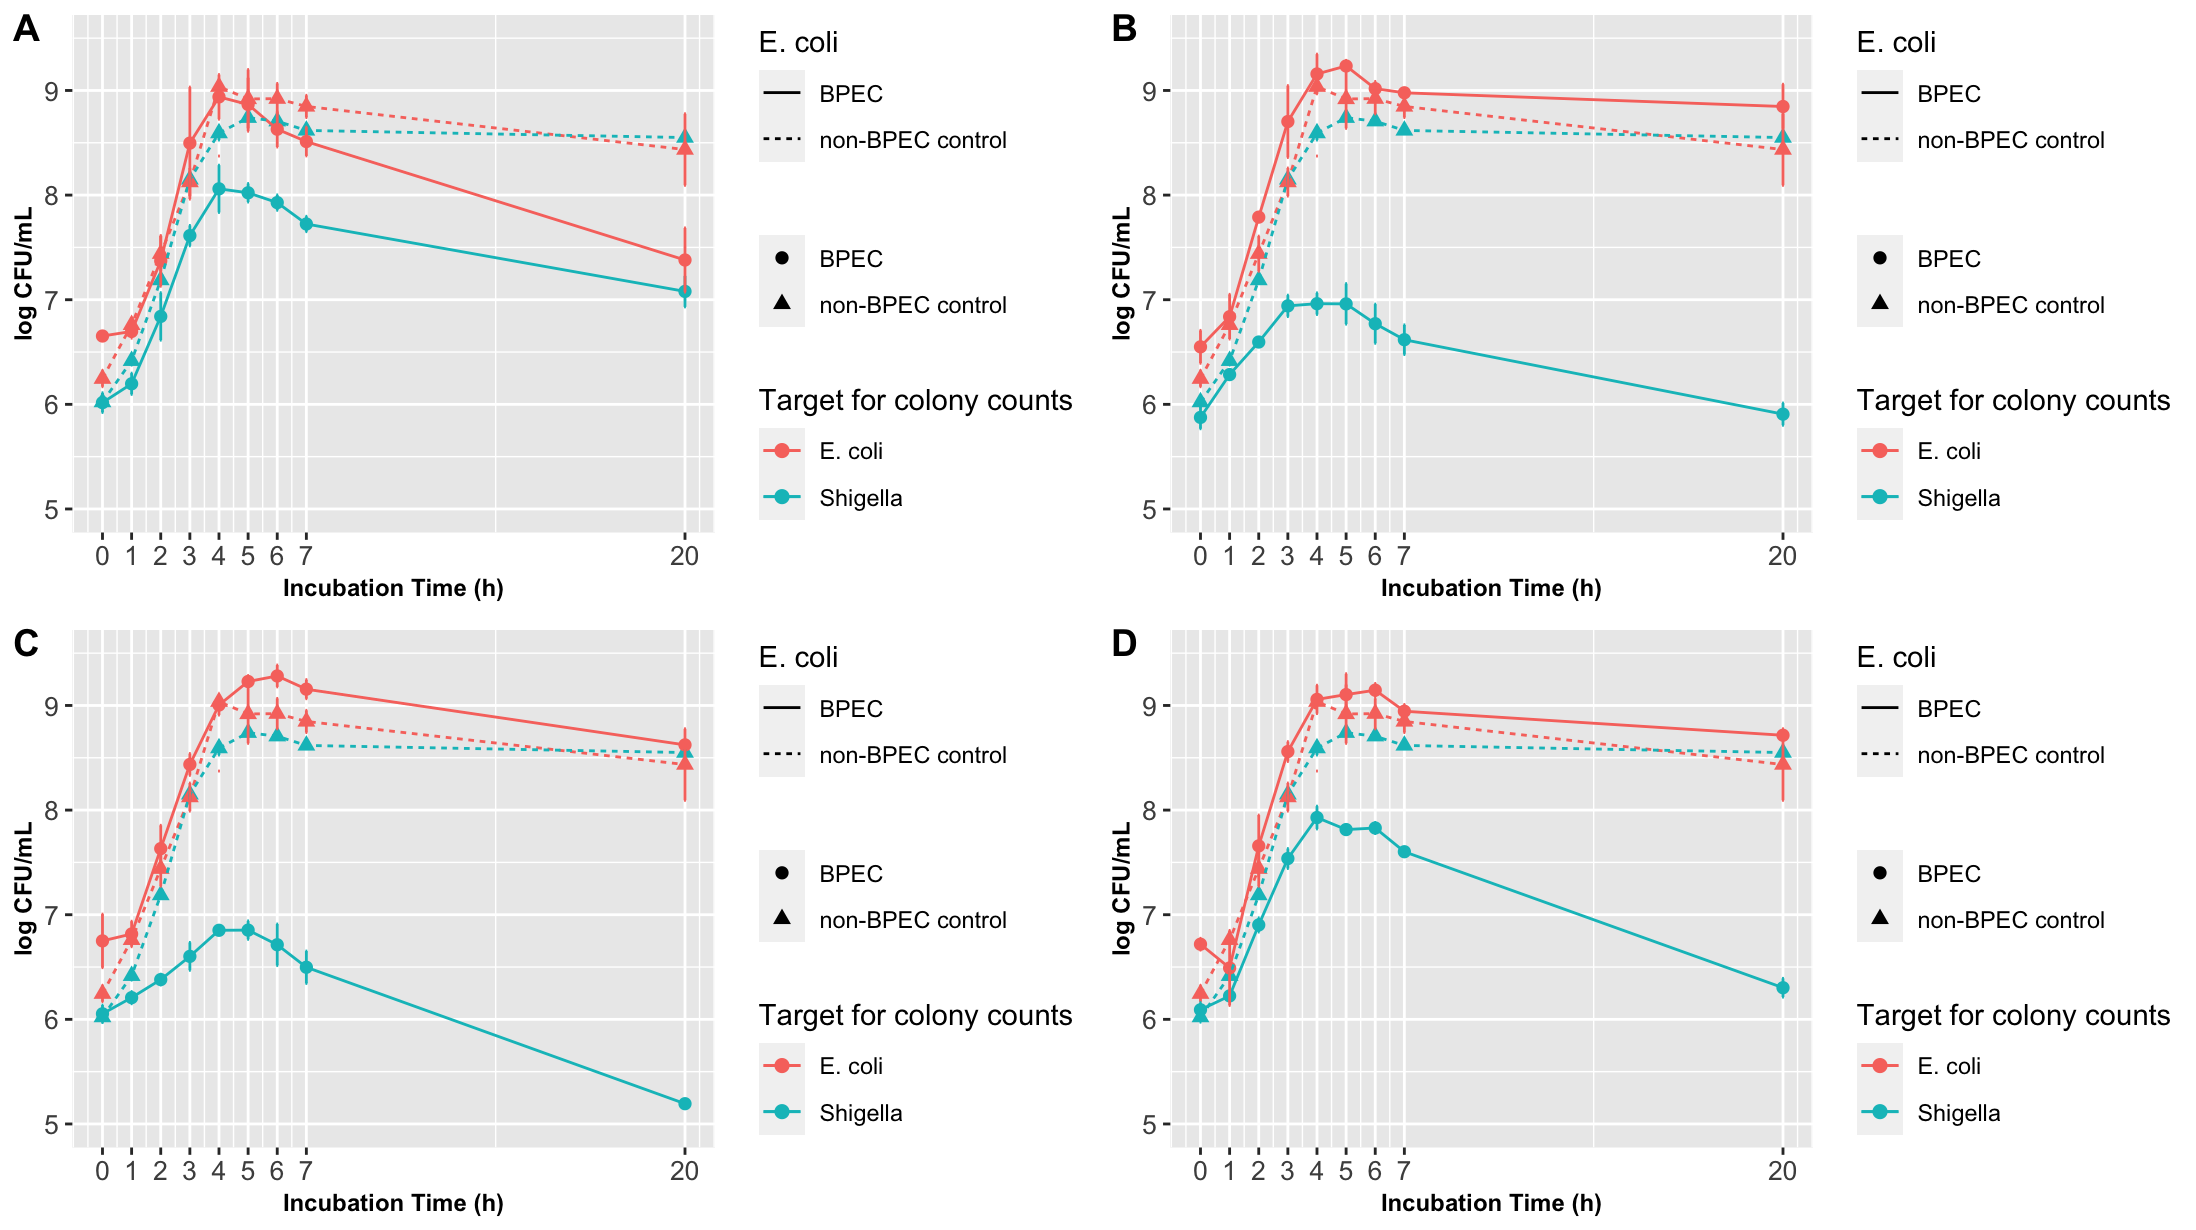 A
E. coli
BPEC
non-BPEC control
BPEC
non-BPEC control
Target for colony counts
E. coli
Shigella
log CFU/mL
9
8
7
6
5
0 1 2 3 4 5 6 7 20
Incubation Time (h)
B
E. coli
BPEC
non-BPEC control
BPEC
non-BPEC control
Target for colony counts
E. coli
Shigella
log CFU/mL
9
8
7
6
5
0 1 2 3 4 5 6 7 20
Incubation Time (h)
C
E. coli
BPEC
non-BPEC control
BPEC
non-BPEC control
Target for colony counts
E. coli
Shigella
log CFU/mL
9
8
7
6
5
0 1 2 3 4 5 6 7 20
Incubation Time (h)
D
E. coli
BPEC
non-BPEC control
BPEC
non-BPEC control
Target for colony counts
E. coli
Shigella
log CFU/mL
9
8
7
6
5
0 1 2 3 4 5 6 7 20
Incubation Time (h)